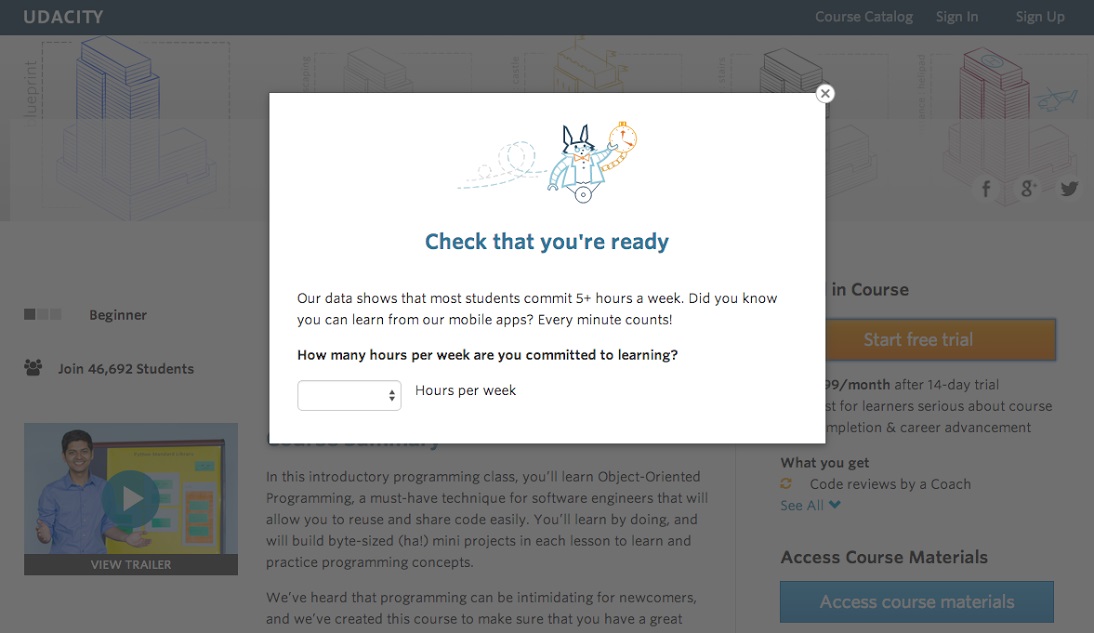 UDACITY
Course Catalog
Sign In
Sign Up
blueprint
castle
stairs
helipad
Check that you're ready
Our data shows that most students commit 5+ hours a week. Did you know
you can learn from our mobile apps? Every minute counts!
How many hours per week are you committed to learning?
Hours per week
Beginner
Join 46,692 Students
VIEW TRAILER
In this introductory programming class, you'll learn Object-Oriented
Programming, a must-have technique for software engineers that will
allow you to reuse and share code easily. You'll learn by doing, and
will build byte-sized (ha!) mini projects in each lesson to learn and
practice programming concepts.
We've heard that programming can be intimidating for newcomers,
and we've created this course to make sure that you have a great
in Course
Start free trial
99/month after 14-day trial
for learners serious about course
& career advancement
What you get
Code reviews by a Coach
See All
Access Course Materials
Access course materials